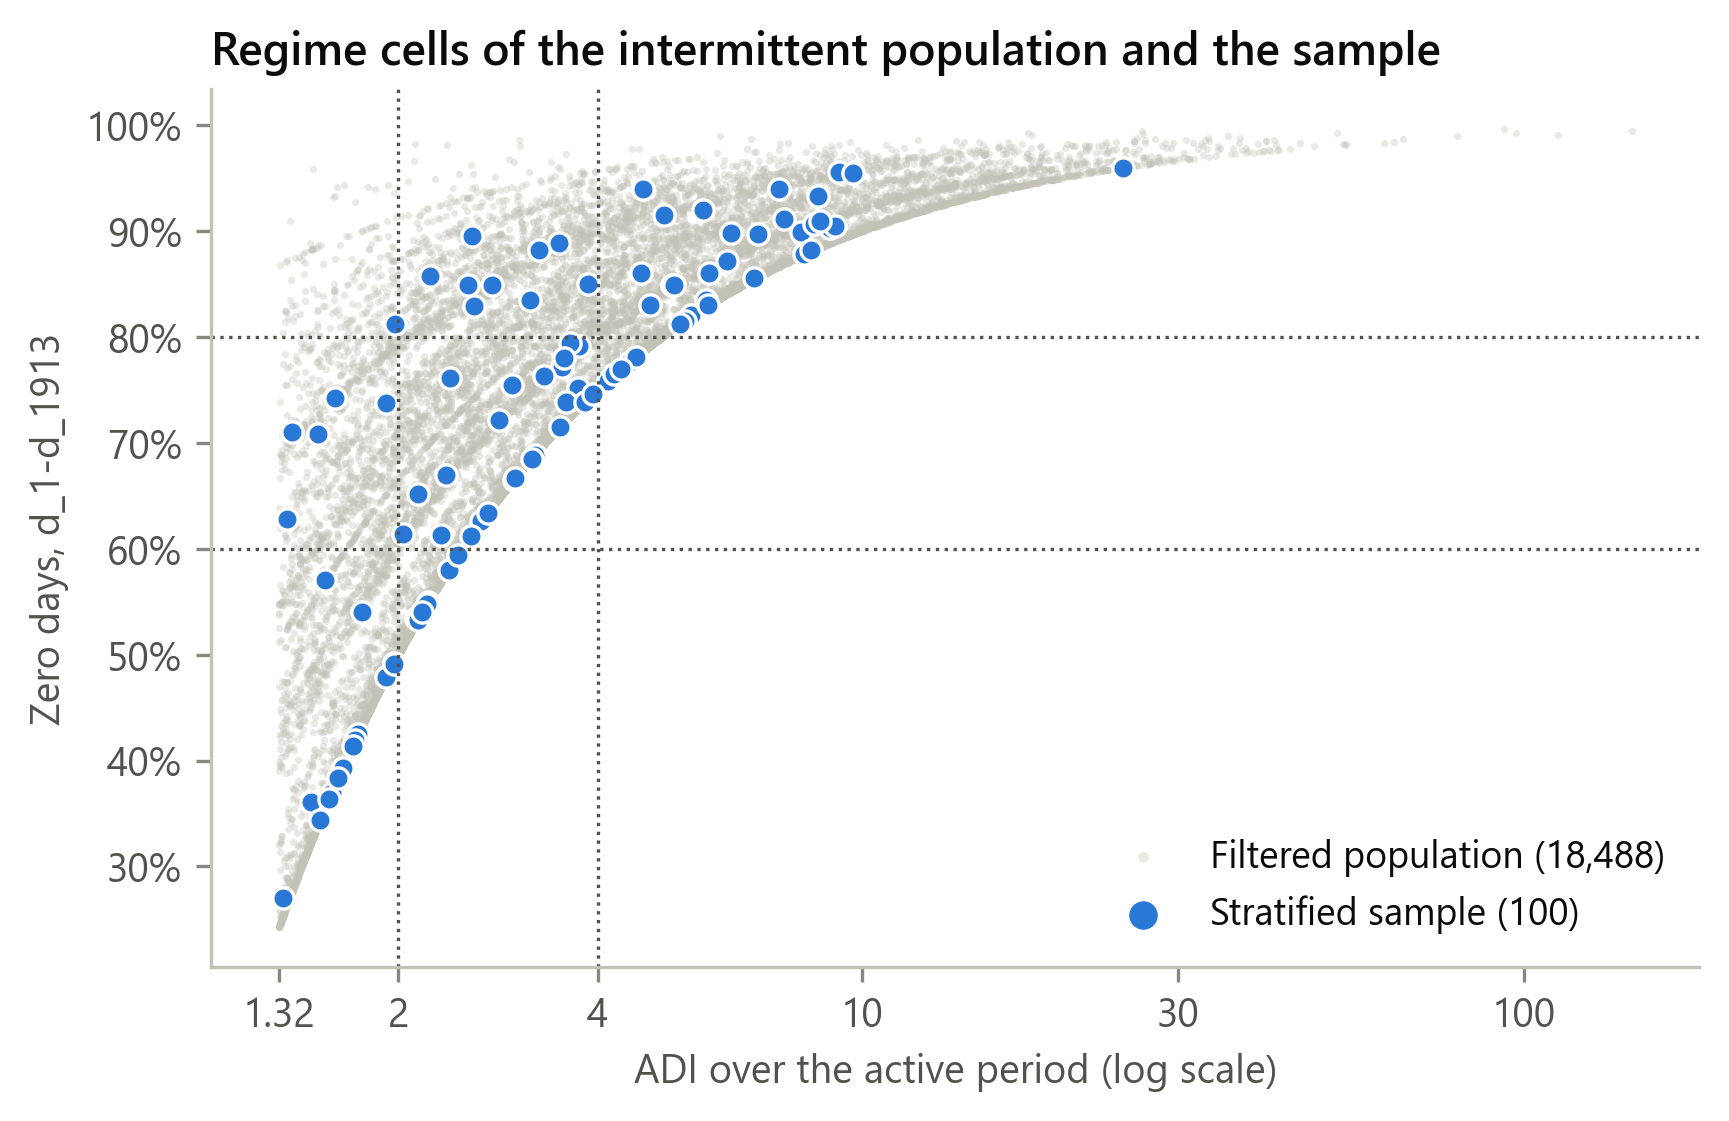 Regime cells of the intermittent population and the sample
Zero days, d_1-d_1913
100%
90%
80%
70%
60%
50%
40%
30%
Filtered population (18,488)
Stratified sample (100)
1.32 2 4 10 30 100
ADI over the active period (log scale)